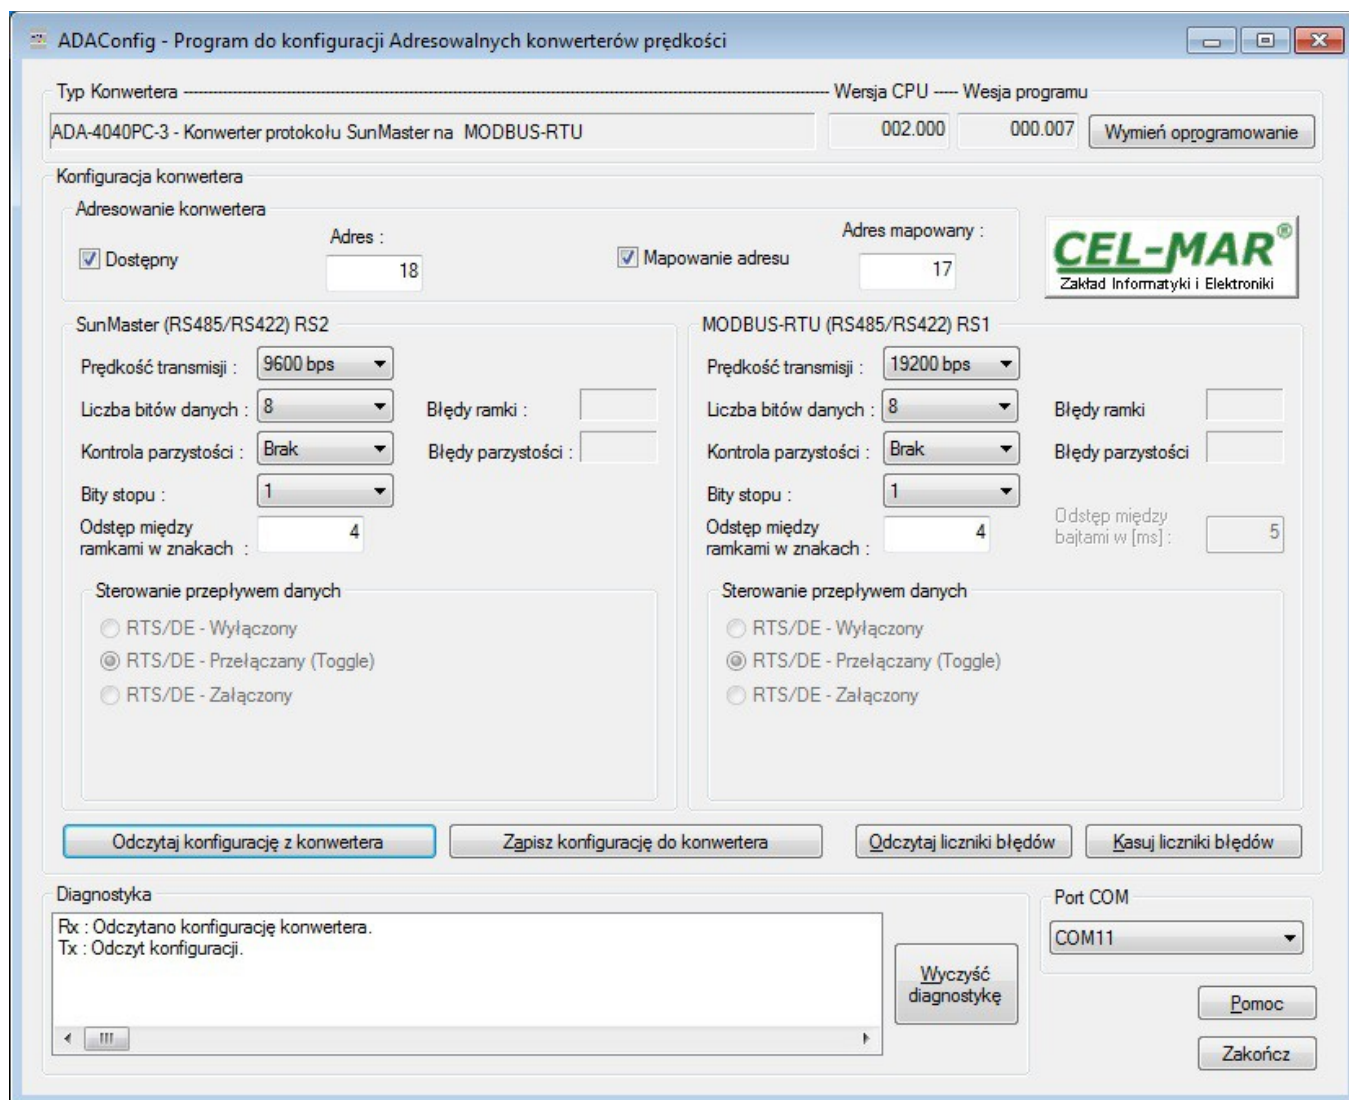 ADAConfig - Program do konfiguracji Adresowalnych konwerterów prędkości
Typ Konwertera Wersja CPU Wesja programu
ADA-4040PC-3 - Konwerter protokołu SunMaster na MODBUS-RTU 002.000 000.007 Wymień oprogramowanie
Konfiguracja konwertera
Adresowanie konwertera
Dostępny
Adres :
18
Mapowanie adresu
Adres mapowany :
17
CEL-MAR®
Zakład Informatyki i Elektroniki
SunMaster (RS485/RS422) RS2
Prędkość transmisji : 9600 bps
Liczba bitów danych : 8 Błędy ramki :
Kontrola parzystości : Brak Błędy parzystości :
Bity stopu : 1
Odstęp między
ramkami w znakach : 4
Sterowanie przepływem danych
RTS/DE - Wyłączony
RTS/DE - Przełączany (Toggle)
RTS/DE - Załączony
MODBUS-RTU (RS485/RS422) RS1
Prędkość transmisji : 19200 bps
Liczba bitów danych : 8 Błędy ramki
Kontrola parzystości : Brak Błędy parzystości
Bity stopu : 1
Odstęp między
ramkami w znakach : 4
Odstęp między
bajtami w [ms] : 5
Sterowanie przepływem danych
RTS/DE - Wyłączony
RTS/DE - Przełączany (Toggle)
RTS/DE - Załączony
Odczytaj konfigurację z konwertera Zapisz konfigurację do konwertera Odczytaj liczniki błędów Kasuj liczniki błędów
Diagnostyka
Rx : Odczytano konfigurację konwertera.
Tx : Odczyt konfiguracji.
Wyczyść
diagnostykę
Port COM
COM11
Pomoc
Zakończ